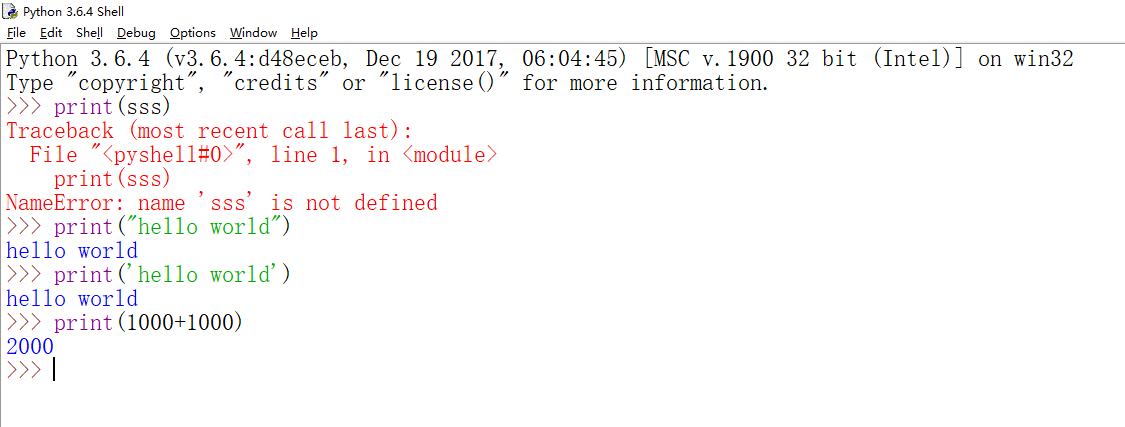 Python 3.6.4 Shell
File Edit Shell Debug Options Window Help
Python 3.6.4 (v3.6.4:d48eceb, Dec 19 2017, 06:04:45) [MSC v.1900 32 bit (Intel)] on win32
Type "copyright", "credits" or "license()" for more information.
>>> print(sss)
Traceback (most recent call last):
  File "<pyshell#0>", line 1, in <module>
    print(sss)
NameError: name 'sss' is not defined
>>> print("hello world")
hello world
>>> print('hello world')
hello world
>>> print(1000+1000)
2000
>>>